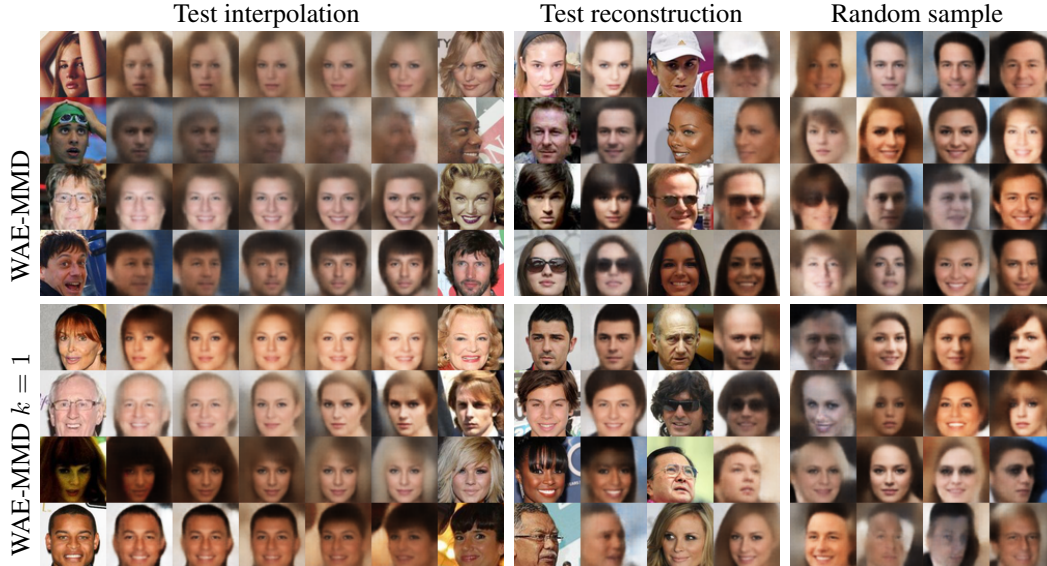 Test interpolation
Test reconstruction
Random sample
WAE-MMD
WAE-MMD k = 1